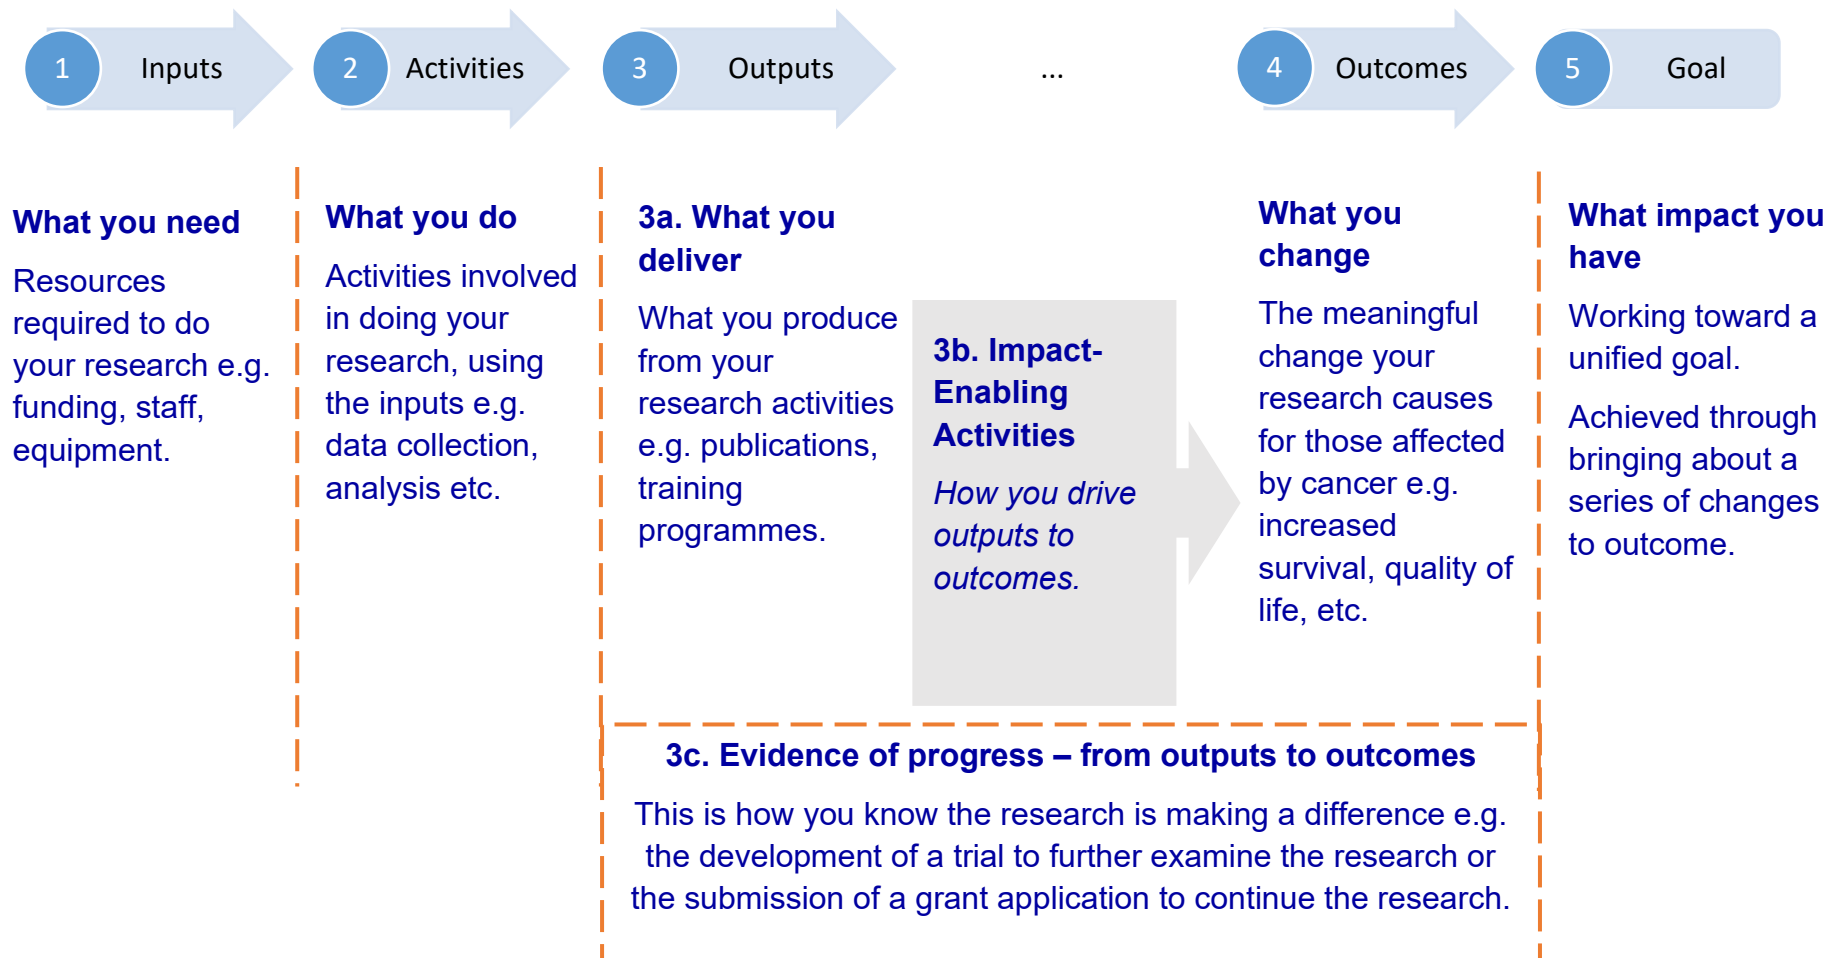 1 Inputs
2 Activities
3 Outputs
...
4 Outcomes
5 Goal
What you need
Resources
required to do
your research e.g.
funding, staff,
equipment.
What you do
Activities involved
in doing your
research, using
the inputs e.g.
data collection,
analysis etc.
3a. What you
deliver
What you produce
from your
research activities
e.g. publications,
training
programmes.
3b. Impact-
Enabling
Activities
How you drive
outputs to
outcomes.
What you
change
The meaningful
change your
research causes
for those affected
by cancer e.g.
increased
survival, quality of
life, etc.
What impact you
have
Working toward a
unified goal.
Achieved through
bringing about a
series of changes
to outcome.
3c. Evidence of progress – from outputs to outcomes
This is how you know the research is making a difference e.g.
the development of a trial to further examine the research or
the submission of a grant application to continue the research.